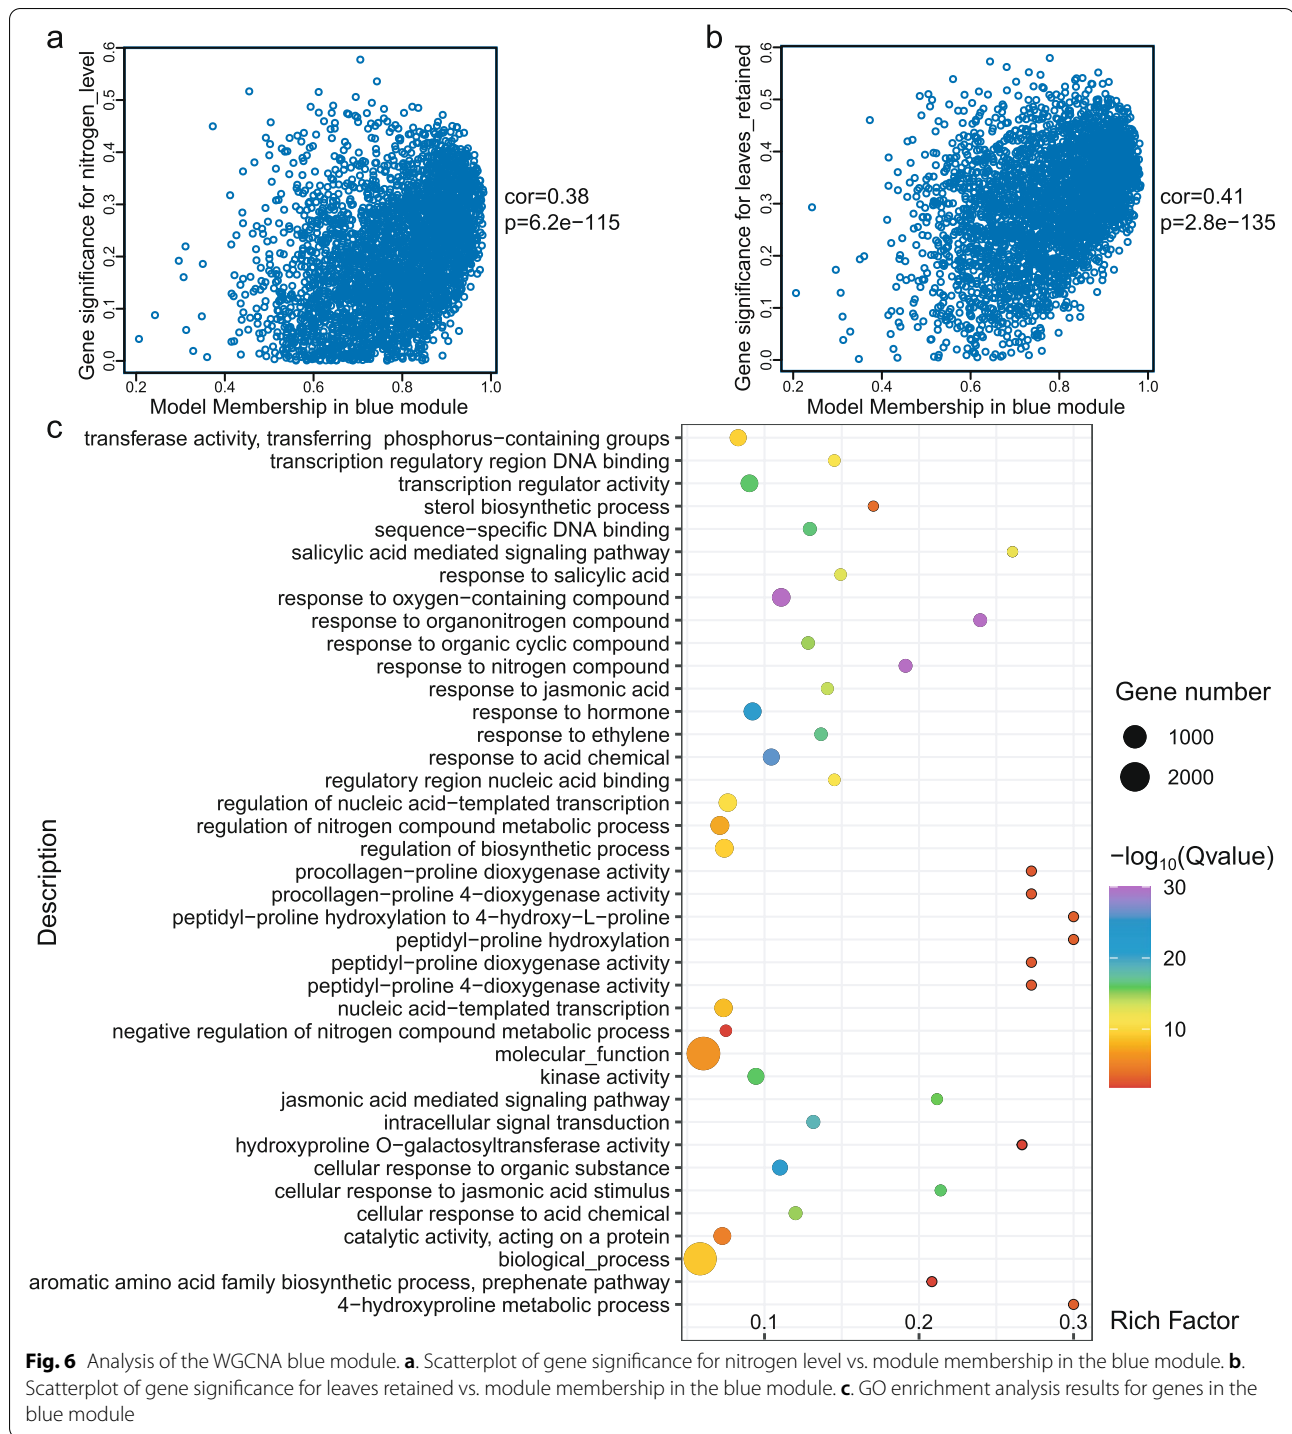 a
Gene significance for nitrogen_level
0.6
0.5
0.4
0.3
0.2
0.1
0.0
0.2 0.4 0.6 0.8 1.0
Model Membership in blue module
cor=0.38
p=6.2e−115
b
Gene significance for leaves_retained
0.6
0.5
0.4
0.3
0.2
0.1
0.0
0.2 0.4 0.6 0.8 1.0
Model Membership in blue module
cor=0.41
p=2.8e−135
c
Description
transferase activity, transferring phosphorus−containing groups
transcription regulatory region DNA binding
transcription regulator activity
sterol biosynthetic process
sequence−specific DNA binding
salicylic acid mediated signaling pathway
response to salicylic acid
response to oxygen−containing compound
response to organonitrogen compound
response to organic cyclic compound
response to nitrogen compound
response to jasmonic acid
response to hormone
response to ethylene
response to acid chemical
regulatory region nucleic acid binding
regulation of nucleic acid−templated transcription
regulation of nitrogen compound metabolic process
regulation of biosynthetic process
procollagen−proline dioxygenase activity
procollagen−proline 4−dioxygenase activity
peptidyl−proline hydroxylation to 4−hydroxy−L−proline
peptidyl−proline hydroxylation
peptidyl−proline dioxygenase activity
peptidyl−proline 4−dioxygenase activity
nucleic acid−templated transcription
negative regulation of nitrogen compound metabolic process
molecular_function
kinase activity
jasmonic acid mediated signaling pathway
intracellular signal transduction
hydroxyproline O−galactosyltransferase activity
cellular response to organic substance
cellular response to jasmonic acid stimulus
cellular response to acid chemical
catalytic activity, acting on a protein
biological_process
aromatic amino acid family biosynthetic process, prephenate pathway
4−hydroxyproline metabolic process
0.1 0.2 0.3
Rich Factor
Gene number
1000
2000
−log10(Qvalue)
30
20
10
Fig. 6 Analysis of the WGCNA blue module. a. Scatterplot of gene significance for nitrogen level vs. module membership in the blue module. b.
Scatterplot of gene significance for leaves retained vs. module membership in the blue module. c. GO enrichment analysis results for genes in the
blue module